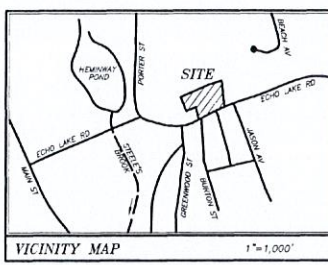 BEACH AV
PORTER ST
HEMINWAY
POND
SITE
ECHO LAKE RD
ECHO LAKE RD
STEELE'S
BROOK
MAIN ST
JASON AV
GREENWOOD ST
BURTON ST
VICINITY MAP 1"=1,000'